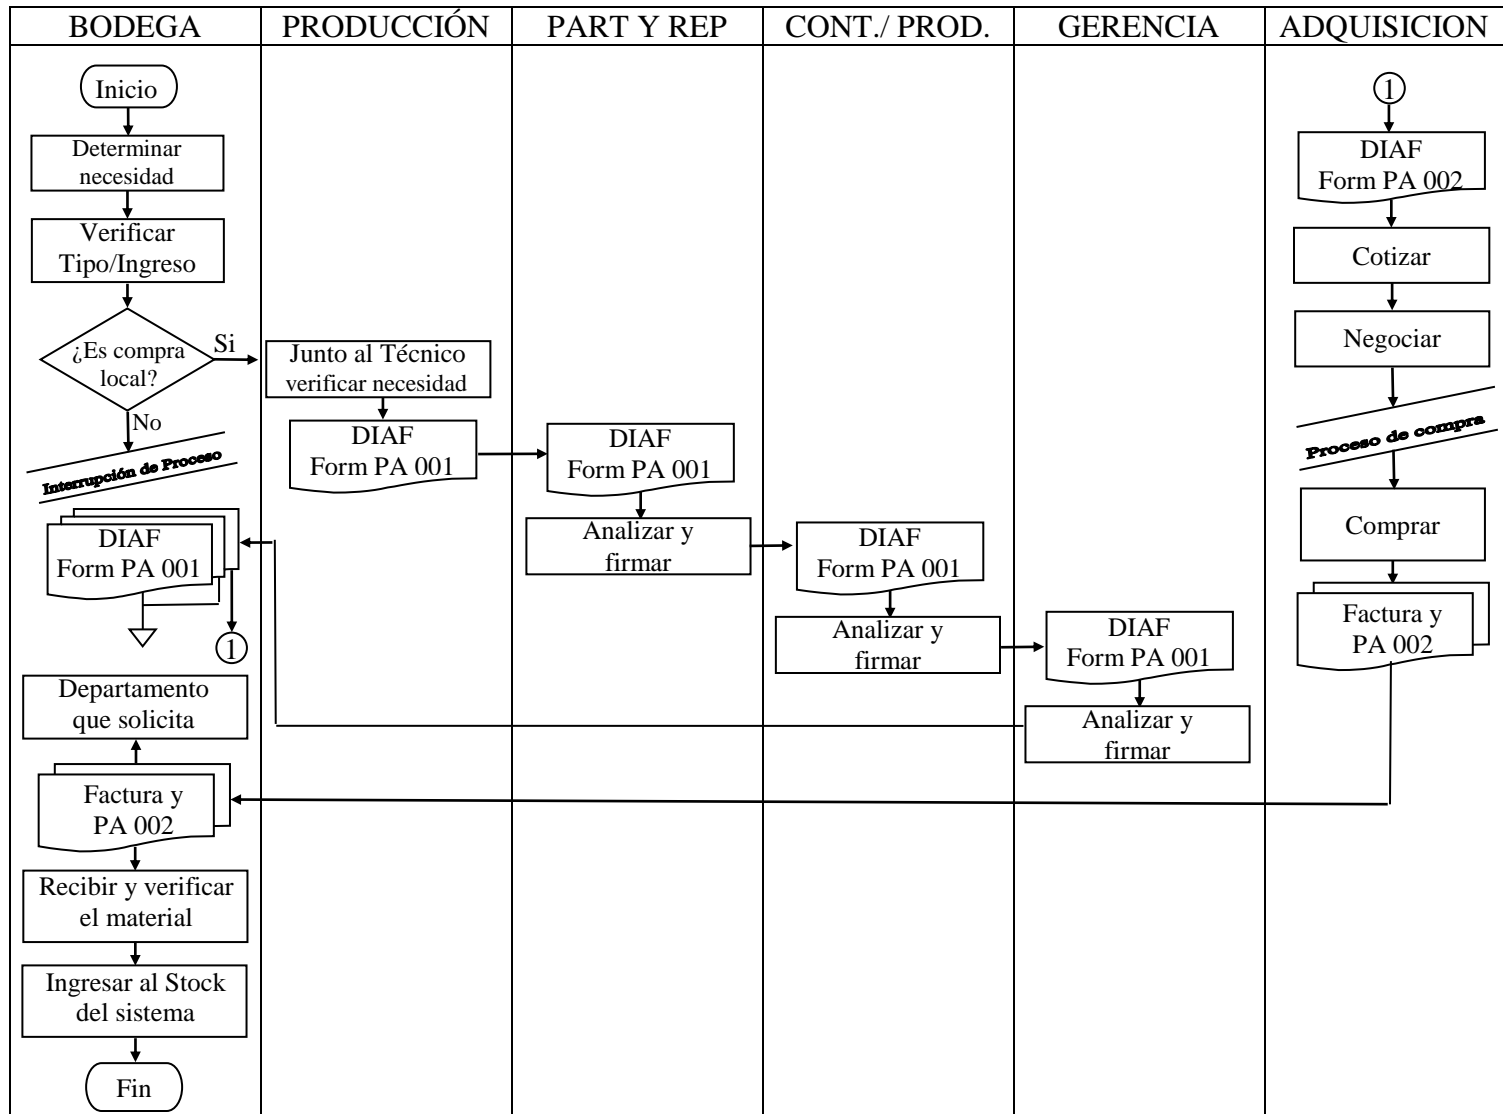 BODEGA
PRODUCCIÓN
PART Y REP
CONT./ PROD.
GERENCIA
ADQUISICION
Inicio
Determinar
necesidad
Verificar
Tipo/Ingreso
¿Es compra
local?
Si
No
Interrupción de Proceso
DIAF
Form PA 001
1
Departamento
que solicita
Factura y
PA 002
Recibir y verificar
el material
Ingresar al Stock
del sistema
Fin
Junto al Técnico
verificar necesidad
DIAF
Form PA 001
DIAF
Form PA 001
Analizar y
firmar
DIAF
Form PA 001
Analizar y
firmar
DIAF
Form PA 001
Analizar y
firmar
1
DIAF
Form PA 002
Cotizar
Negociar
Proceso de compra
Comprar
Factura y
PA 002